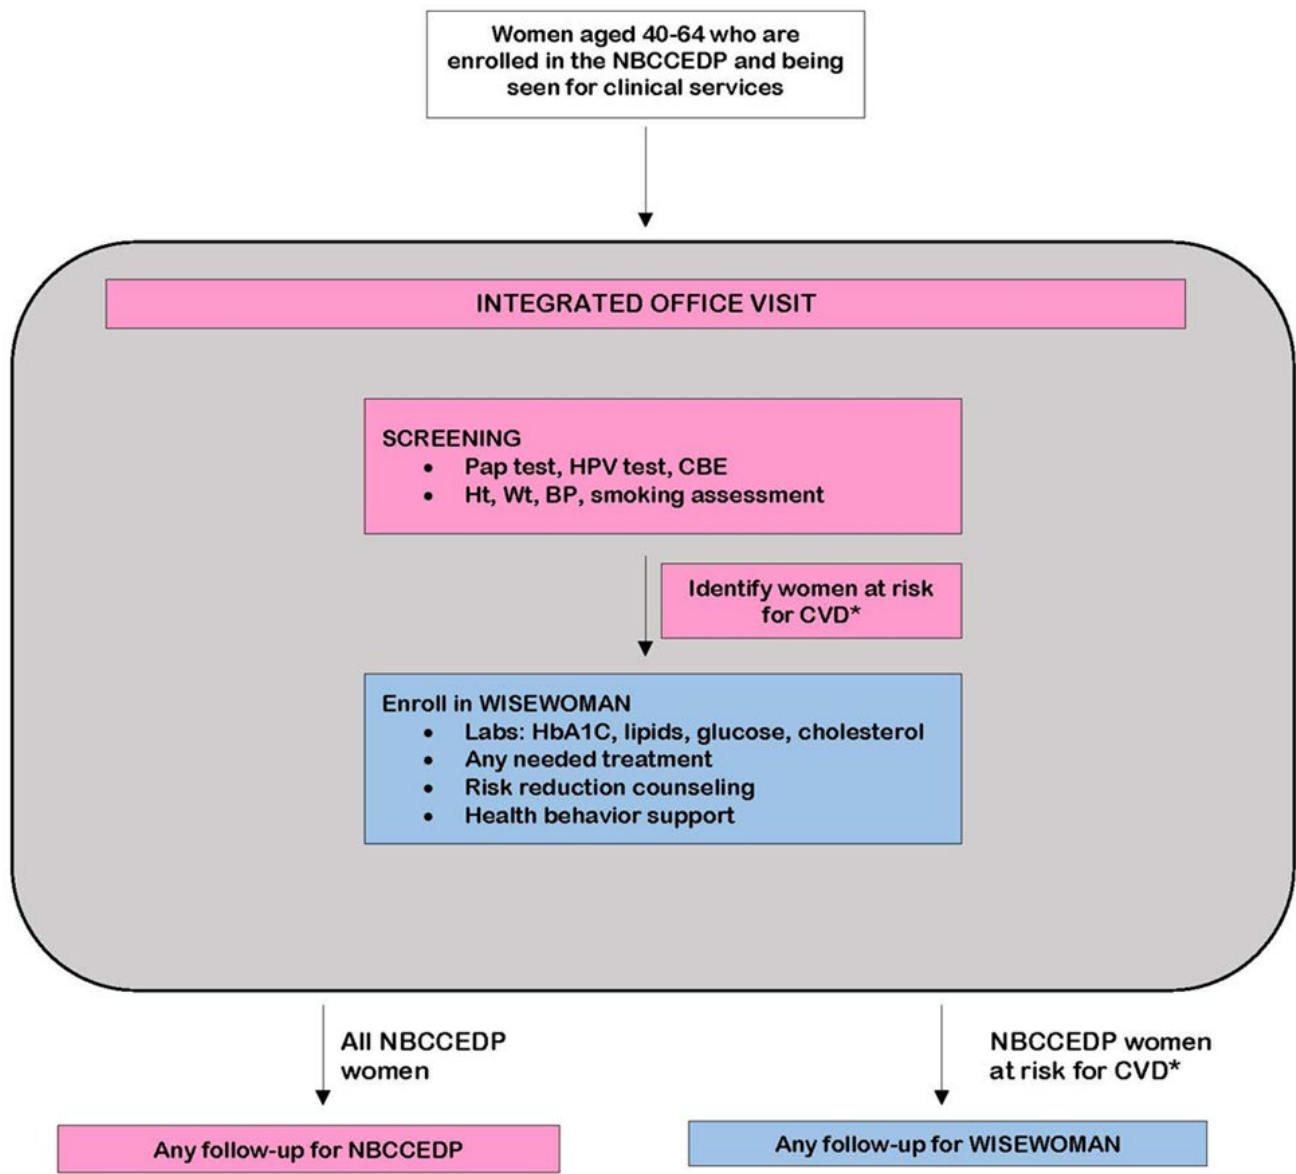 Women aged 40-64 who are
enrolled in the NBCCEDP and being
seen for clinical services
INTEGRATED OFFICE VISIT
SCREENING
• Pap test, HPV test, CBE
• Ht, Wt, BP, smoking assessment
Identify women at risk
for CVD*
Enroll in WISEWOMAN
• Labs: HbA1C, lipids, glucose, cholesterol
• Any needed treatment
• Risk reduction counseling
• Health behavior support
All NBCCEDP
women
NBCCEDP women
at risk for CVD*
Any follow-up for NBCCEDP
Any follow-up for WISEWOMAN